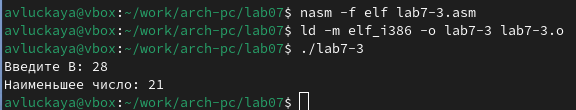 avluckaya@vbox:~/work/arch-pc/lab07$ nasm -f elf lab7-3.asm
avluckaya@vbox:~/work/arch-pc/lab07$ ld -m elf_i386 -o lab7-3 lab7-3.o
avluckaya@vbox:~/work/arch-pc/lab07$ ./lab7-3
Введите B: 28
Наименьшее число: 21
avluckaya@vbox:~/work/arch-pc/lab07$